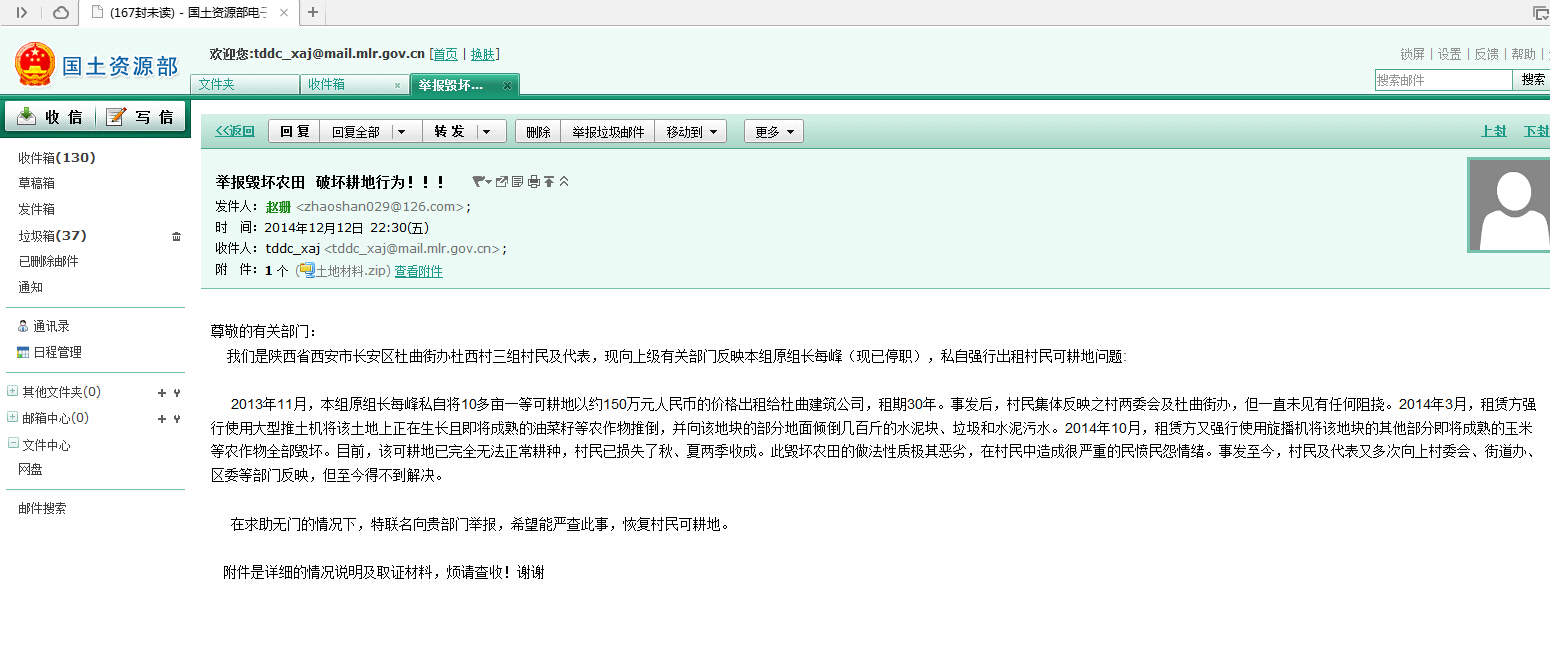 (167封未读) - 国土资源部电子
国土资源部
欢迎您:tddc_xaj@mail.mlr.gov.cn [首页 | 换肤]
锁屏 | 设置 | 反馈 | 帮助 |
文件夹 收件箱 举报毁坏...
搜索邮件 搜索
收 信 写 信
<<返回 回 复 回复全部 转 发 删除 举报垃圾邮件 移动到 更多 上封 下封
收件箱(130)
草稿箱
发件箱
垃圾箱(37)
已删除邮件
通知
通讯录
日程管理
其他文件夹(0)
邮箱中心(0)
文件中心
网盘
邮件搜索
举报毁坏农田 破坏耕地行为！！！
发件人：赵珊 <zhaoshan029@126.com>;
时 间：2014年12月12日 22:30(五)
收件人：tddc_xaj <tddc_xaj@mail.mlr.gov.cn>;
附 件：1 个 (土地材料.zip) 查看附件
尊敬的有关部门：
我们是陕西省西安市长安区杜曲街办杜西村三组村民及代表，现向上级有关部门反映本组原组长每峰（现已停职），私自强行出租村民可耕地问题:
2013年11月，本组原组长每峰私自将10多亩一等可耕地以约150万元人民币的价格出租给杜曲建筑公司，租期30年。事发后，村民集体反映之村两委会及杜曲街办，但一直未见有任何阻挠。2014年3月，租赁方强
行使用大型推土机将该土地上正在生长且即将成熟的油菜籽等农作物推倒，并向该地块的部分地面倾倒几百斤的水泥块、垃圾和水泥污水。2014年10月，租赁方又强行使用旋播机将该地块的其他部分即将成熟的玉米
等农作物全部毁坏。目前，该可耕地已完全无法正常耕种，村民已损失了秋、夏两季收成。此毁坏农田的做法性质极其恶劣，在村民中造成很严重的民愤民怨情绪。事发至今，村民及代表又多次向上村委会、街道办、
区委等部门反映，但至今得不到解决。
在求助无门的情况下，特联名向贵部门举报，希望能严查此事，恢复村民可耕地。
附件是详细的情况说明及取证材料，烦请查收！谢谢